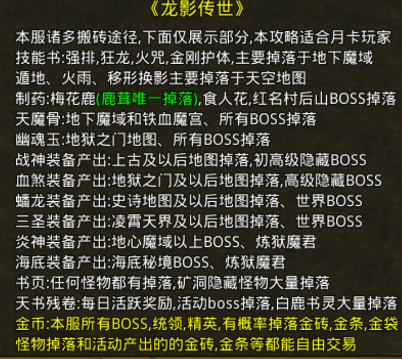 《龙影传世》
本服诸多搬砖途径,下面仅展示部分,本攻略适合月卡玩家
技能书:强排,狂龙,火咒,金刚护体,主要掉落于地下魔域
遁地、火雨、移形换影主要掉落于天空地图
制药:梅花鹿(鹿茸唯一掉落),食人花,红名村后山BOSS掉落
天魔骨:地下魔域和铁血魔宫、所有BOSS掉落
幽魂玉:地狱之门地图、所有BOSS掉落
战神装备产出:上古及以后地图掉落,初高级隐藏BOSS
血煞装备产出:地狱之门及以后地图掉落,高级隐藏BOSS
蟠龙装备产出:史诗地图及以后地图掉落、世界BOSS
三圣装备产出:凌霄天界及以后地图掉落、世界BOSS
炎神装备产出:地心魔域以上BOSS、炼狱魔君
海底装备产出:海底秘境BOSS、炼狱魔君
书页:任何怪物都有掉落,矿洞隐藏怪物大量掉落
天书残卷:每日活跃奖励,活动boss掉落,白鹿书灵大量掉落
金币:本服所有BOSS,统领,精英,有概率掉落金砖,金条,金袋
怪物掉落和活动产出的的金砖,金条等都能自由交易